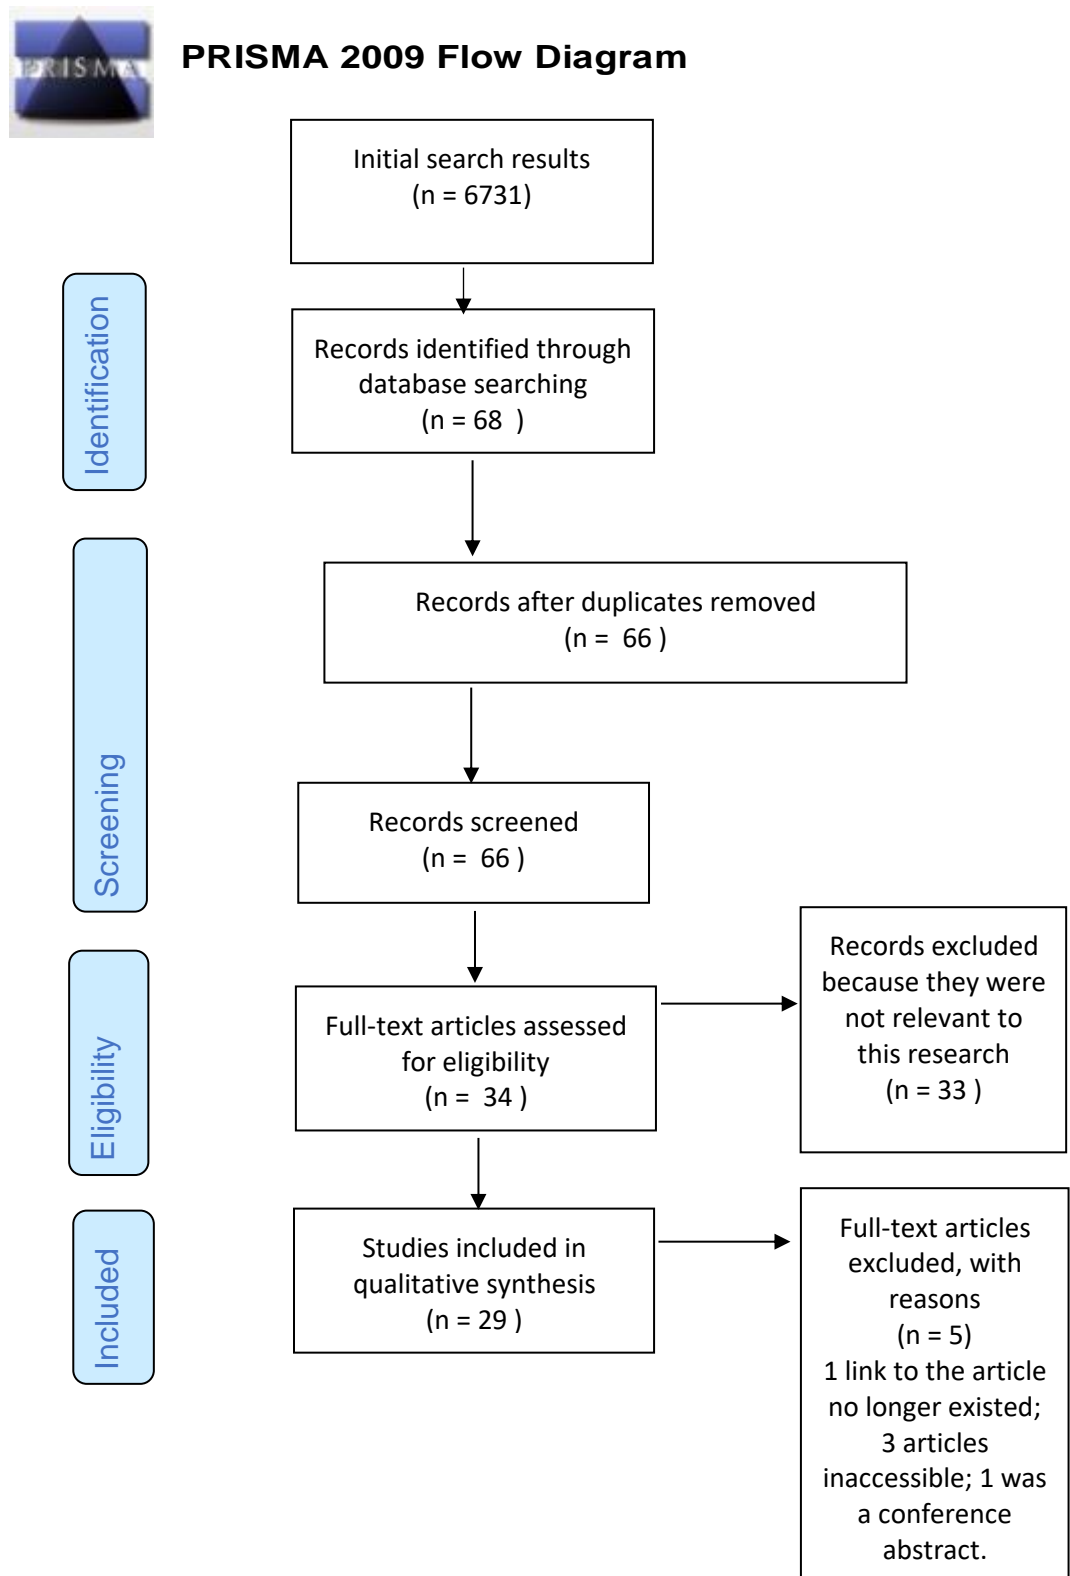 PRISMA
PRISMA 2009 Flow Diagram
Initial search results
(n = 6731)
Identification
Records identified through
database searching
(n = 68 )
Screening
Records after duplicates removed
(n = 66 )
Records screened
(n = 66 )
Eligibility
Full-text articles assessed
for eligibility
(n = 34 )
Records excluded
because they were
not relevant to
this research
(n = 33 )
Included
Studies included in
qualitative synthesis
(n = 29 )
Full-text articles
excluded, with
reasons
(n = 5)
1 link to the article
no longer existed;
3 articles
inaccessible; 1 was
a conference
abstract.